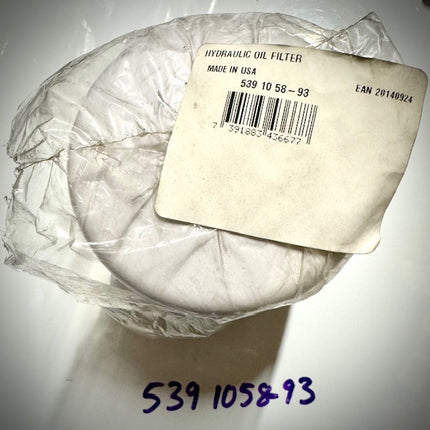 HYDRAULIC OIL FILTER
MADE IN USA
539 10 58-93
EAN 20140924
7 391883 436677
539 1058-93